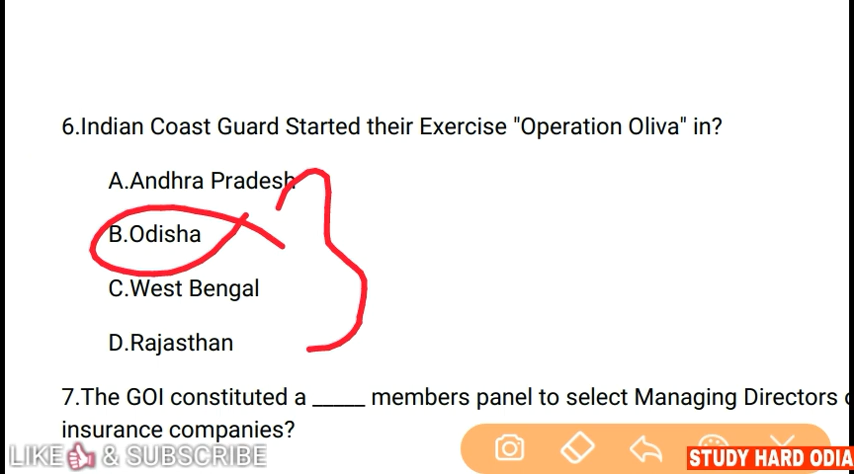 6.Indian Coast Guard Started their Exercise "Operation Oliva" in?
A.Andhra Pradesh
B.Odisha
C.West Bengal
D.Rajasthan
7.The GOI constituted a _____ members panel to select Managing Directors
insurance companies?
LIKE & SUBSCRIBE
STUDY HARD ODIA